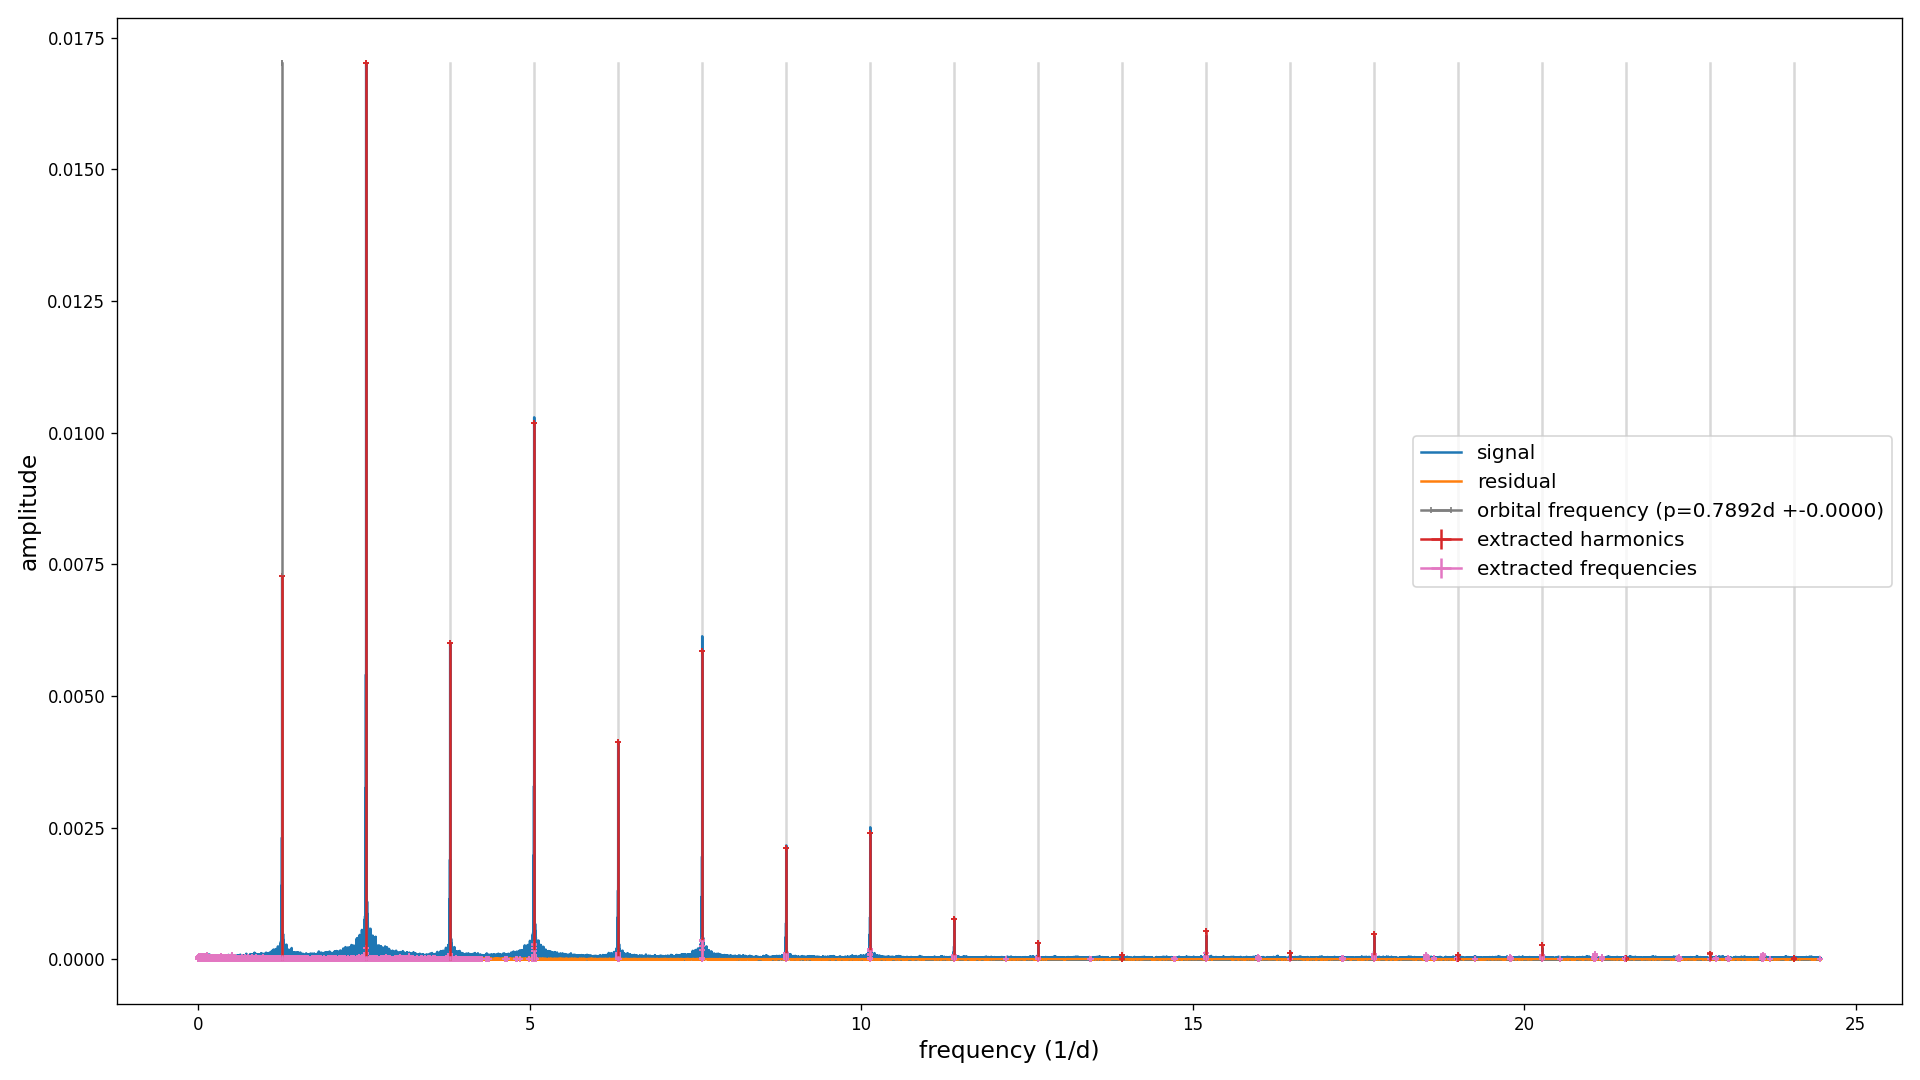 0.0175
0.0150
0.0125
0.0100
0.0075
0.0050
0.0025
0.0000
amplitude
signal
residual
orbital frequency (p=0.7892d +-0.0000)
extracted harmonics
extracted frequencies
0 5 10 15 20 25
frequency (1/d)